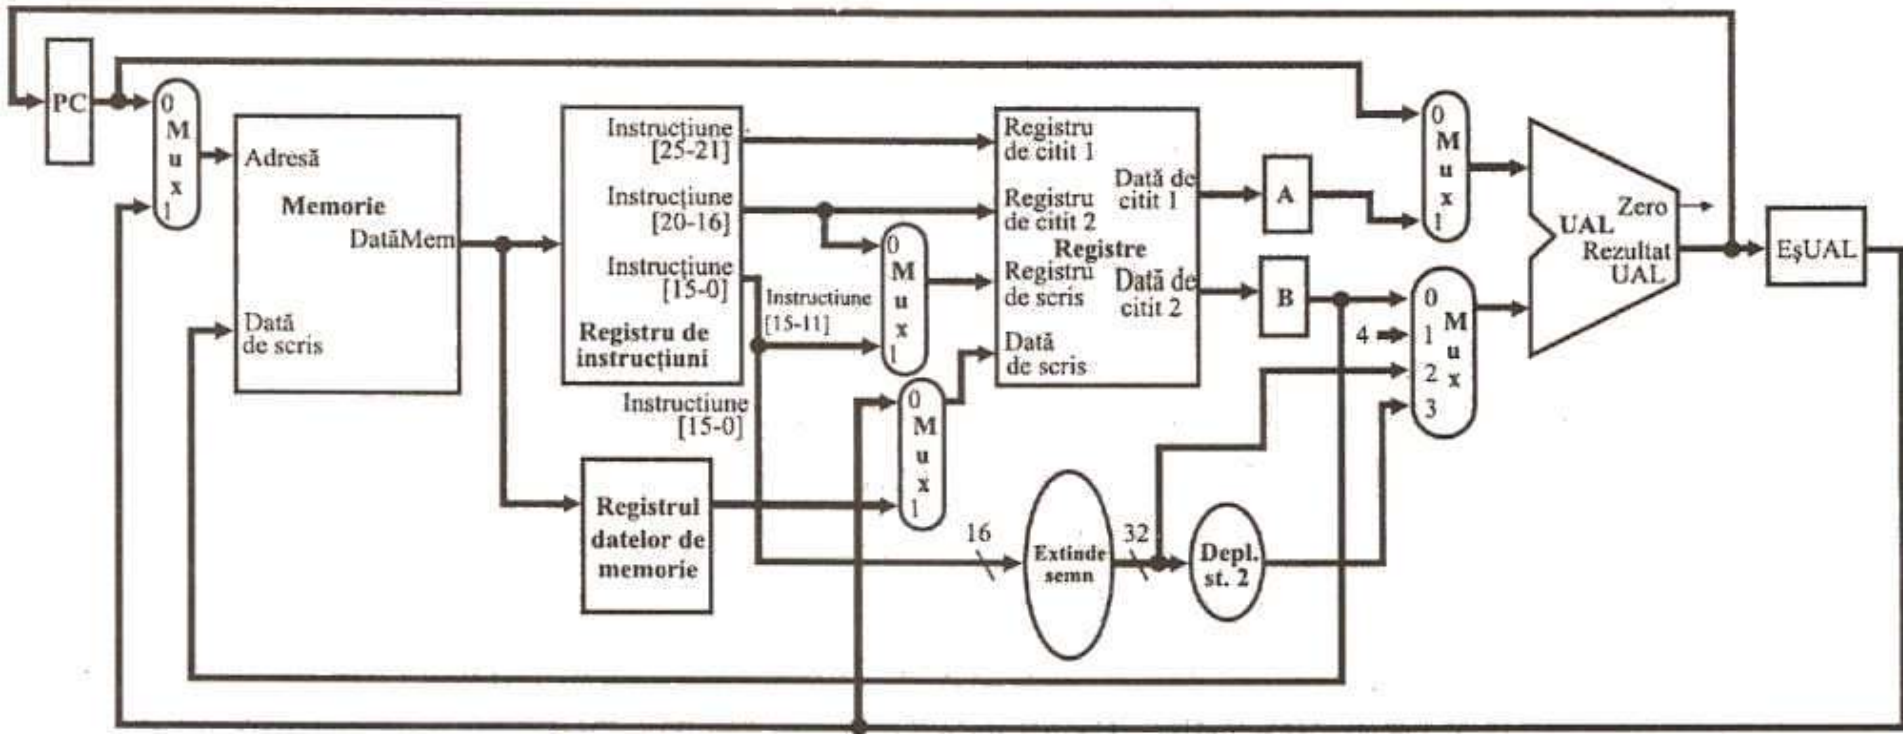 PC
0
M
u
x
1
Adresă
Memorie
DatăMem
Dată
de scris
Instrucțiune
[25-21]
Instrucțiune
[20-16]
Instrucțiune
[15-0]
Registru de
instrucțiuni
Instructiune
[15-11]
Instructiune
[15-0]
Registrul
datelor de
memorie
0
M
u
x
1
0
M
u
x
1
Registru
de citit 1
Registru
de citit 2
Registre
Registru
de scris
Dată
de scris
Dată de
citit 1
Dată de
citit 2
16
Extinde
semn
32
Depl.
st. 2
A
B
4
0
M
u
x
1
0
1
2
3
M
u
x
UAL
Zero
Rezultat
UAL
EșUAL